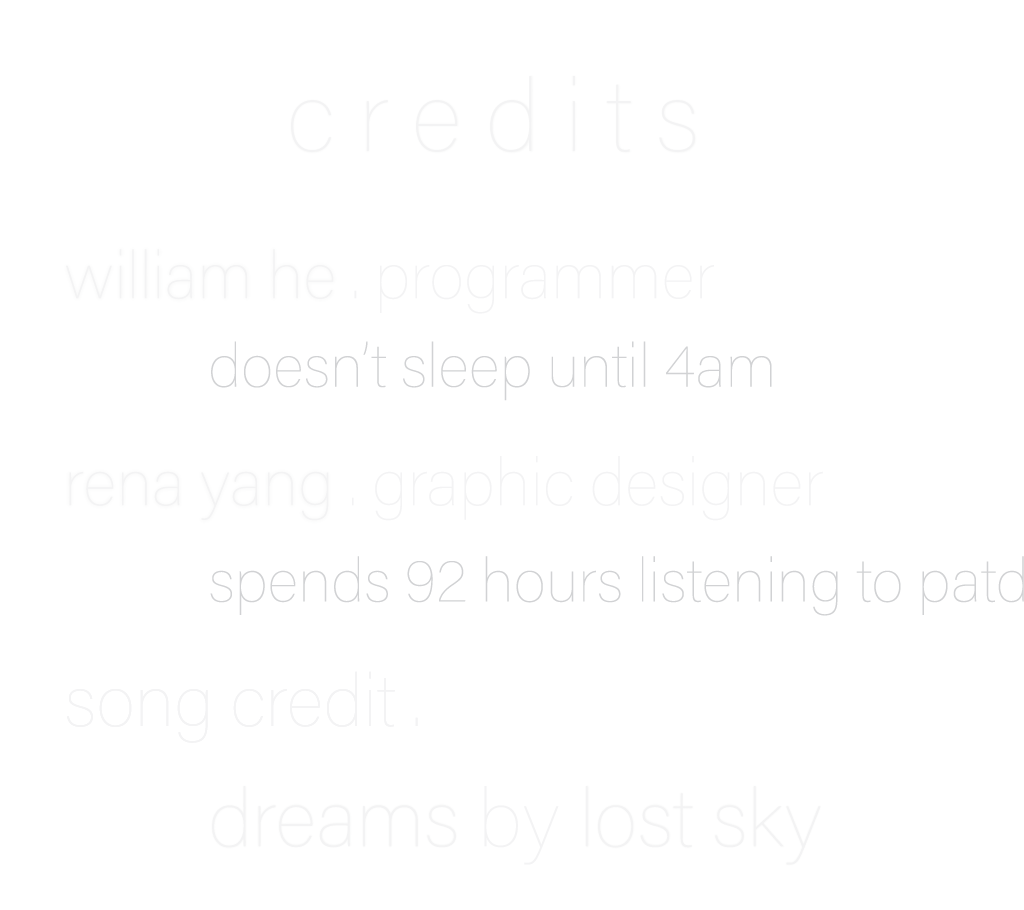 credits
william he . programmer
doesn't sleep until 4am
rena yang . graphic designer
spends 92 hours listening to patd
song credit .
dreams by lost sky